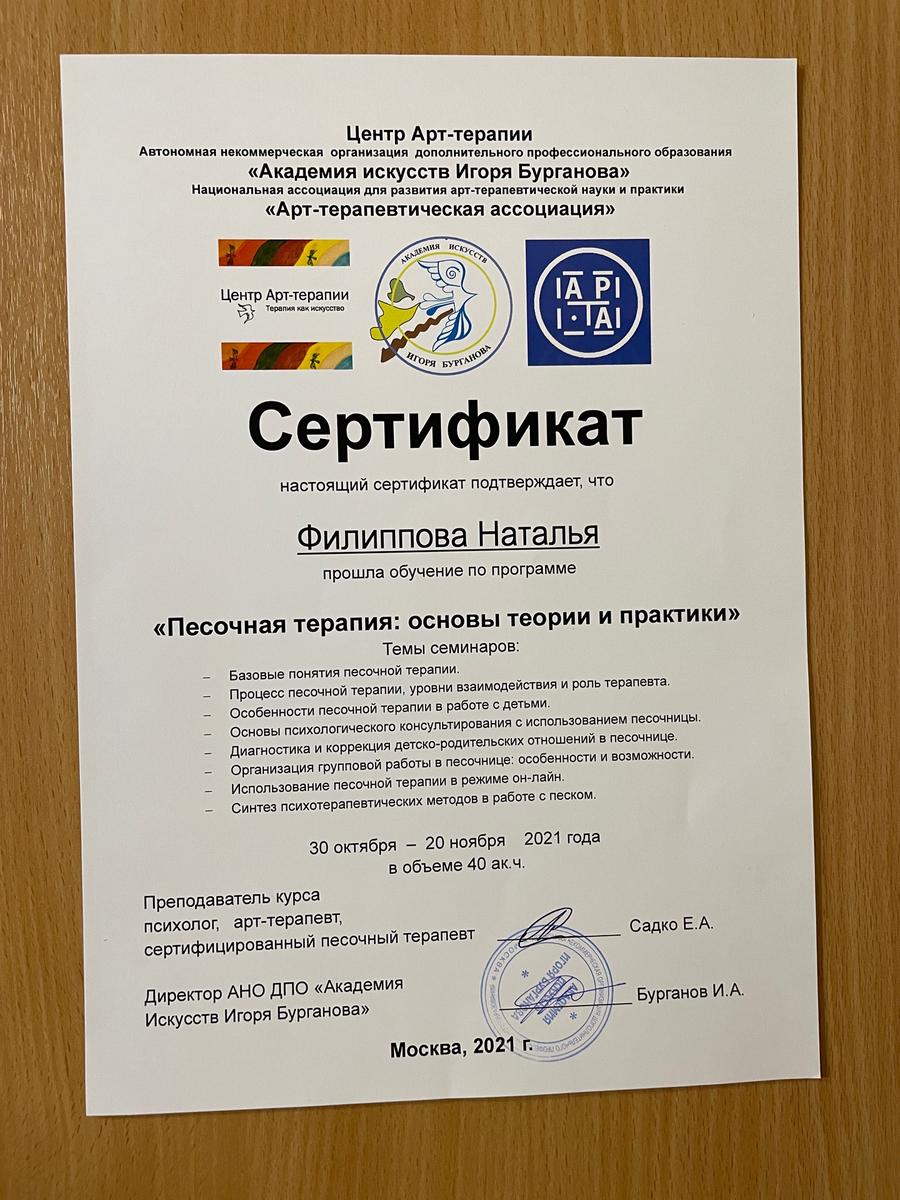 Центр Арт-терапии
Автономная некоммерческая организация дополнительного профессионального образования
«Академия искусств Игоря Бурганова»
Национальная ассоциация для развития арт-терапевтической науки и практики
«Арт-терапевтическая ассоциация»
Центр Арт-терапии
Терапия как искусство
АКАДЕМИЯ ИСКУССТВ
ИГОРЯ БУРГАНОВА
АРТ
ТА
Сертификат
настоящий сертификат подтверждает, что
Филиппова Наталья
прошла обучение по программе
«Песочная терапия: основы теории и практики»
Темы семинаров:
– Базовые понятия песочной терапии.
– Процесс песочной терапии, уровни взаимодействия и роль терапевта.
– Особенности песочной терапии в работе с детьми.
– Основы психологического консультирования с использованием песочницы.
– Диагностика и коррекция детско-родительских отношений в песочнице.
– Организация групповой работы в песочнице: особенности и возможности.
– Использование песочной терапии в режиме он-лайн.
– Синтез психотерапевтических методов в работе с песком.
30 октября – 20 ноября 2021 года
в объеме 40 ак.ч.
Преподаватель курса
психолог, арт-терапевт,
сертифицированный песочный терапевт Садко Е.А.
Директор АНО ДПО «Академия
Искусств Игоря Бурганова» Бурганов И.А.
МОСКВА
АКАДЕМИЯ
ИГОРЯ БУРГАНОВА
Москва, 2021 г.